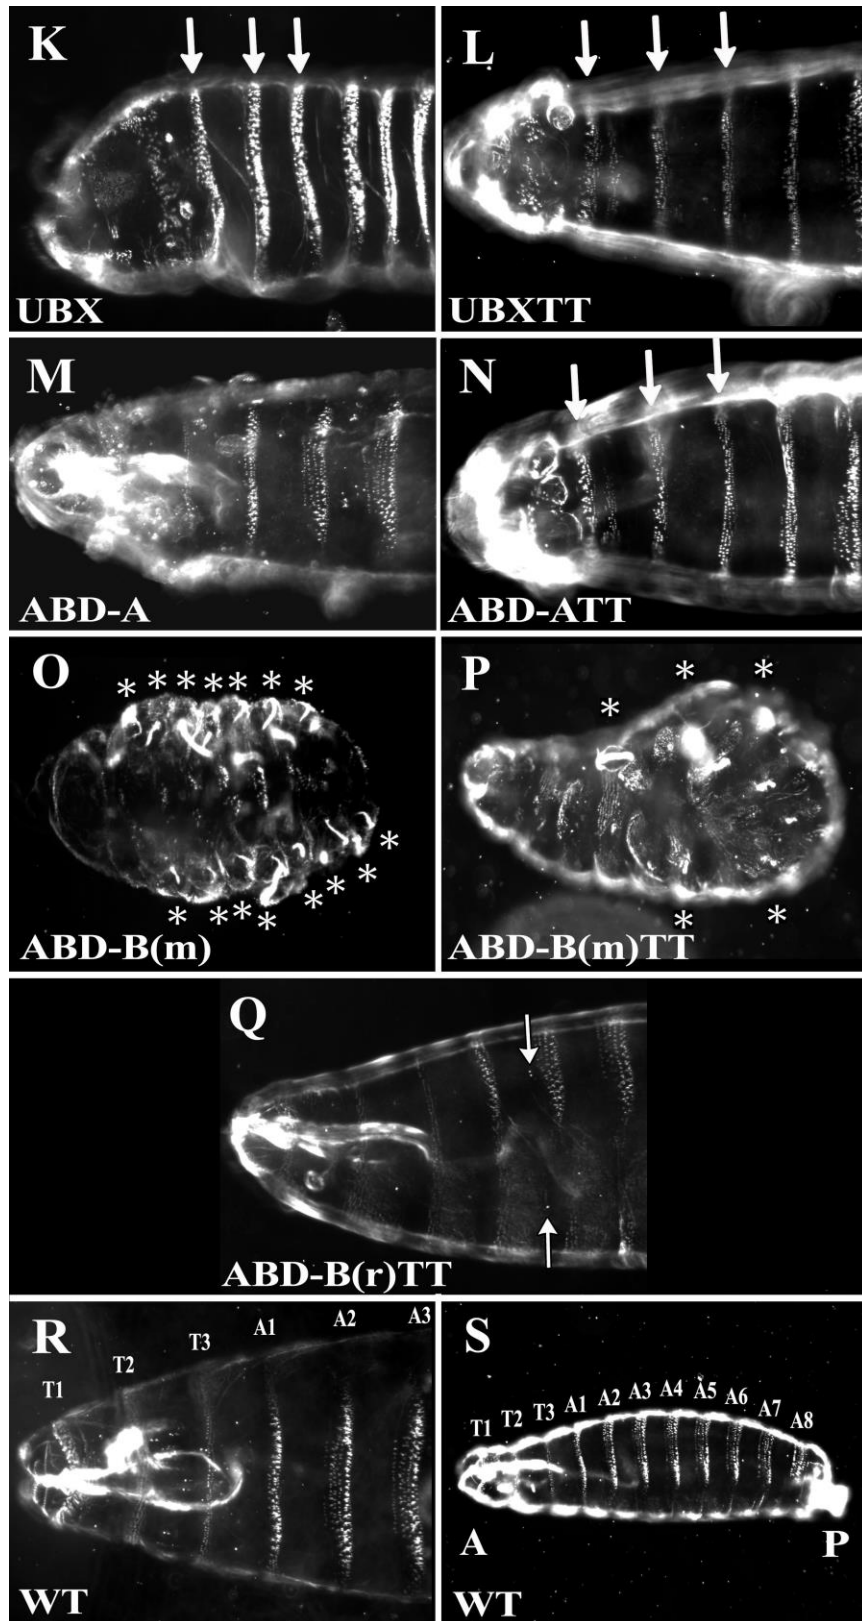 K
UBX
L
UBXTT
M
ABD-A
N
ABD-ATT
O
* * * * * * *
* * * * * * * *
ABD-B(m)
P
* * *
* *
ABD-B(m)TT
Q
ABD-B(r)TT
R
T1 T2 T3 A1 A2 A3
WT
S
T1 T2 T3 A1 A2 A3 A4 A5 A6 A7 A8
A P
WT